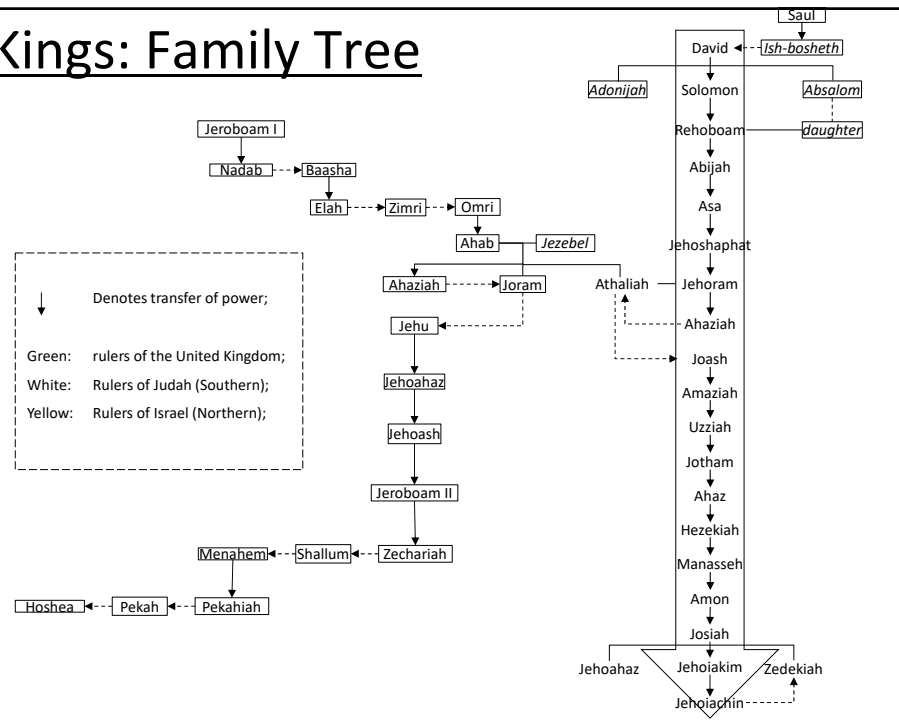 Kings: Family Tree
Saul
David
Ish-bosheth
Adonijah
Solomon
Absalom
Jeroboam I
Rehoboam
daughter
Nadab
Baasha
Abijah
Elah
Zimri
Omri
Asa
Ahab
Jezebel
Jehoshaphat
Ahaziah
Joram
Athaliah
Jehoram
Denotes transfer of power;
Jehu
Ahaziah
Green: rulers of the United Kingdom;
Joash
White: Rulers of Judah (Southern);
Jehoahaz
Amaziah
Yellow: Rulers of Israel (Northern);
Jehoash
Uzziah
Jotham
Jeroboam II
Ahaz
Hezekiah
Menahem
Shallum
Zechariah
Manasseh
Hoshea
Pekah
Pekahiah
Amon
Josiah
Jehoahaz
Jehoiakim
Zedekiah
Jehoiachin